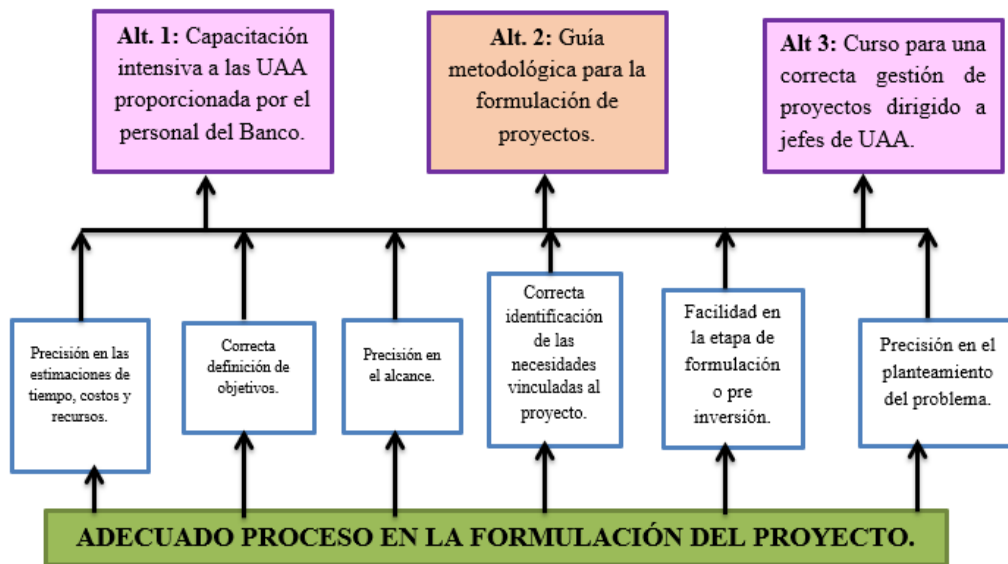 Alt. 1: Capacitación
intensiva a las UAA
proporcionada por el
personal del Banco.
Alt. 2: Guía
metodológica para la
formulación de
proyectos.
Alt 3: Curso para una
correcta gestión de
proyectos dirigido a
jefes de UAA.
Precisión en las
estimaciones de
tiempo, costos y
recursos.
Correcta
definición de
objetivos.
Precisión en
el alcance.
Correcta
identificación
de las
necesidades
vinculadas al
proyecto.
Facilidad en
la etapa de
formulación
o pre
inversión.
Precisión en el
planteamiento
del problema.
ADECUADO PROCESO EN LA FORMULACIÓN DEL PROYECTO.